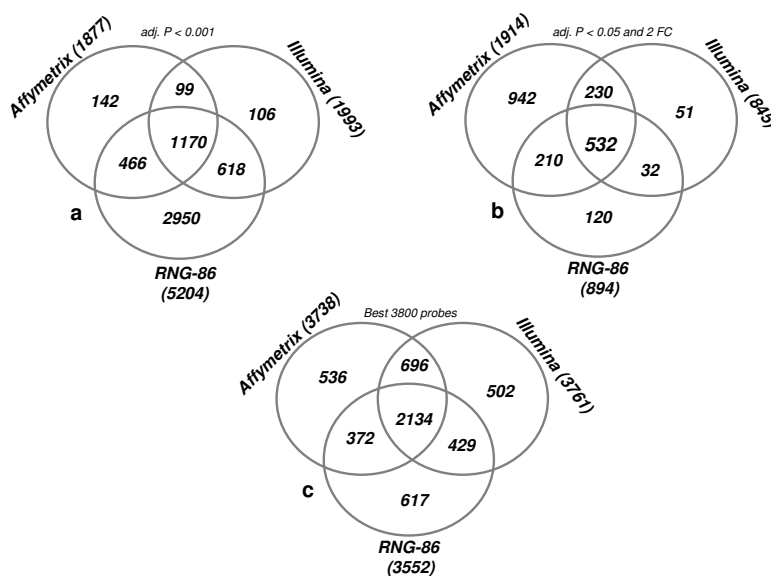 adj. P < 0.001
Affymetrix (1877)
Illumina (1993)
142
99
106
1170
466
618
2950
a
RNG-86
(5204)
adj. P < 0.05 and 2 FC
Affymetrix (1914)
Illumina (845)
942
230
51
532
210
32
120
b
RNG-86
(894)
Best 3800 probes
Affymetrix (3738)
Illumina (3761)
536
696
502
2134
372
429
617
c
RNG-86
(3552)